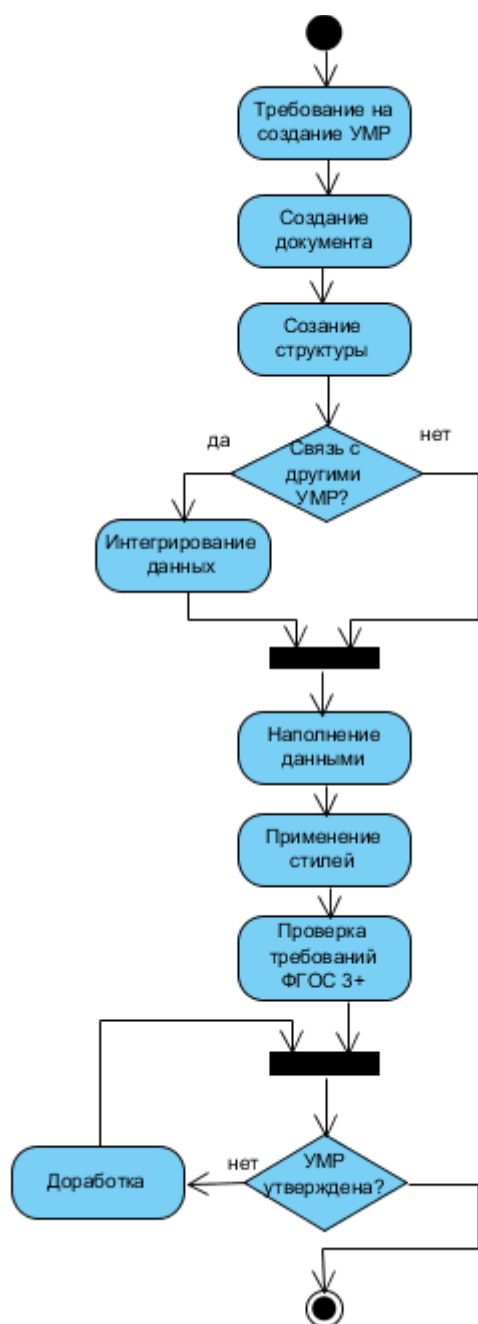 Требование на
создание УМР
Создание
документа
Созание
структуры
да
нет
Связь с
другими
УМР?
Интегрирование
данных
Наполнение
данными
Применение
стилей
Проверка
требований
ФГОС 3+
нет
УМР
утверждена?
Доработка